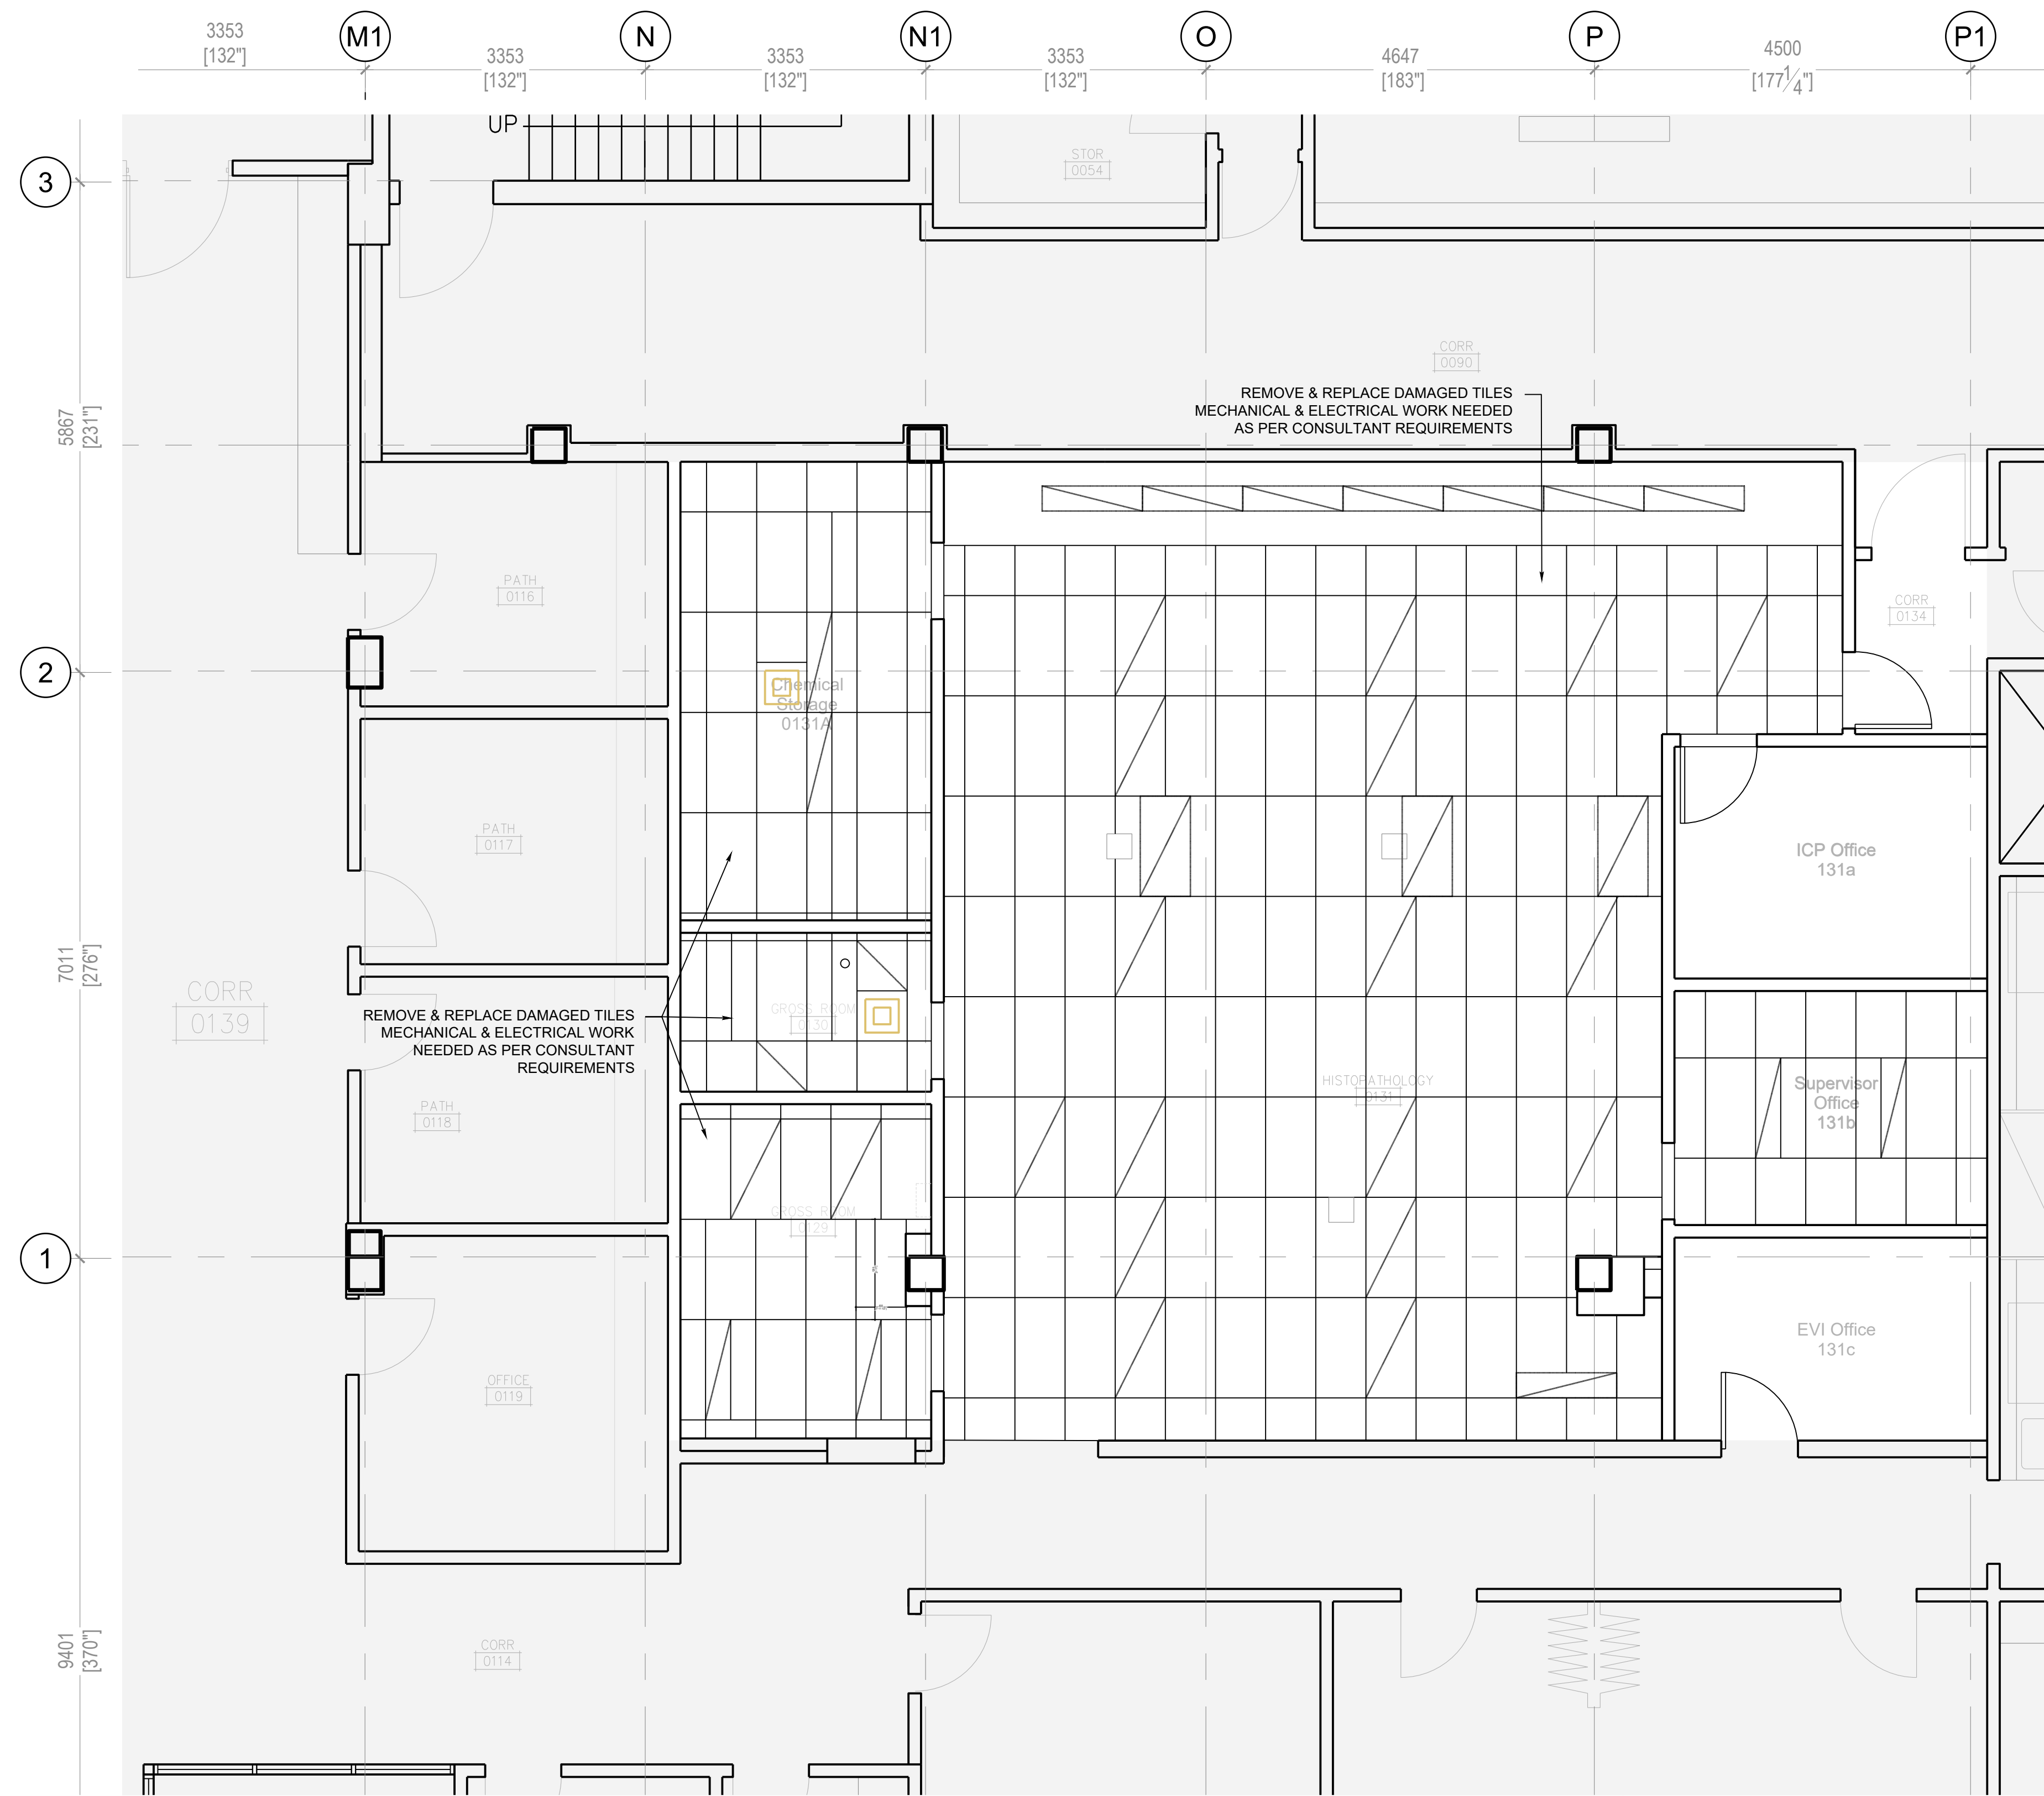 M1
N
N1
O
P
P1
3353
[132"]
3353
[132"]
3353
[132"]
3353
[132"]
4647
[183"]
4500
[177 1/4"]
UP
3
STOR
0054
CORR
0090
5867
[231"]
REMOVE & REPLACE DAMAGED TILES
MECHANICAL & ELECTRICAL WORK NEEDED
AS PER CONSULTANT REQUIREMENTS
PATH
0116
CORR
0134
2
Chemical
Storage
0131A
PATH
0117
ICP Office
131a
7011
[276"]
CORR
0139
REMOVE & REPLACE DAMAGED TILES
MECHANICAL & ELECTRICAL WORK
NEEDED AS PER CONSULTANT
REQUIREMENTS
GROSS ROOM
0130
PATH
0118
HISTOPATHOLOGY
0131
Supervisor
Office
131b
GROSS ROOM
0129
1
EVI Office
131c
OFFICE
0119
9401
[370"]
CORR
0114